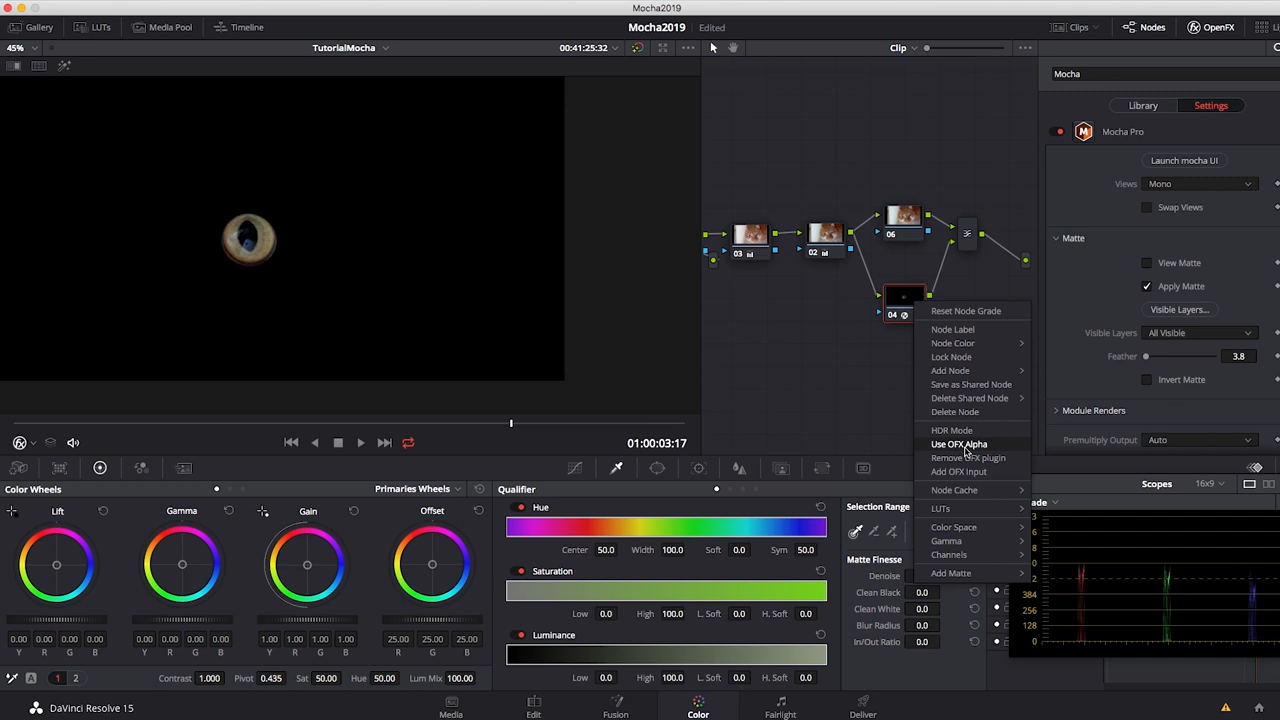 Mocha2019
Gallery
LUTs
Media Pool
Timeline
Mocha2019
Edited
Clips
Nodes
OpenFX
45%
TutorialMocha
00:41:25:32
Clip
Mocha
Library
Settings
Mocha Pro
Launch mocha UI
Views
Mono
Swap Views
Matte
View Matte
Apply Matte
Visible Layers...
Visible Layers
All Visible
Feather
3.8
Invert Matte
Module Renders
Premultiply Output
Auto
03
02
06
04
Reset Node Grade
Node Label
Node Color
Lock Node
Add Node
Save as Shared Node
Delete Shared Node
Delete Node
HDR Mode
Use OFX Alpha
Remove OFX plugin
Add OFX Input
Node Cache
LUTs
Color Space
Gamma
Channels
Add Matte
01:00:03:17
Color Wheels
Primaries Wheels
Lift
Gamma
Gain
Offset
0.00 0.00 0.00 0.00
Y R G B
0.00 0.00 0.00 0.00
Y R G B
1.00 1.00 1.00 1.00
Y R G B
25.00 25.00 25.00
R G B
A
1
2
Contrast 1.000
Pivot 0.435
Sat 50.00
Hue 50.00
Lum Mix 100.00
Qualifier
Hue
Center 50.0 Width 100.0 Soft 0.0 Sym 50.0
Saturation
Low 0.0 High 100.0 L. Soft 0.0 H. Soft 0.0
Luminance
Low 0.0 High 100.0 L. Soft 0.0 H. Soft 0.0
Selection Range
Matte Finesse
Denoise
Clean Black 0.0
Clean White 0.0
Blur Radius 0.0
In/Out Ratio 0.0
Scopes
16x9
ade
384
256
128
0
DaVinci Resolve 15
Media
Edit
Fusion
Color
Fairlight
Deliver